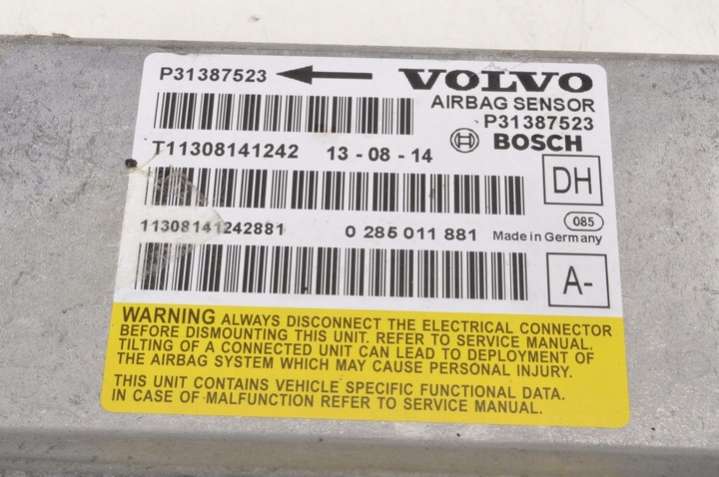 P31387523
VOLVO
AIRBAG SENSOR
P31387523
BOSCH
T11308141242 13-08-14
DH
085
11308141242881 0 285 011 881 Made in Germany
A-
WARNING ALWAYS DISCONNECT THE ELECTRICAL CONNECTOR
BEFORE DISMOUNTING THIS UNIT. REFER TO SERVICE MANUAL.
TILTING OF A CONNECTED UNIT CAN LEAD TO DEPLOYMENT OF
THE AIRBAG SYSTEM WHICH MAY CAUSE PERSONAL INJURY.
THIS UNIT CONTAINS VEHICLE SPECIFIC FUNCTIONAL DATA.
IN CASE OF MALFUNCTION REFER TO SERVICE MANUAL.